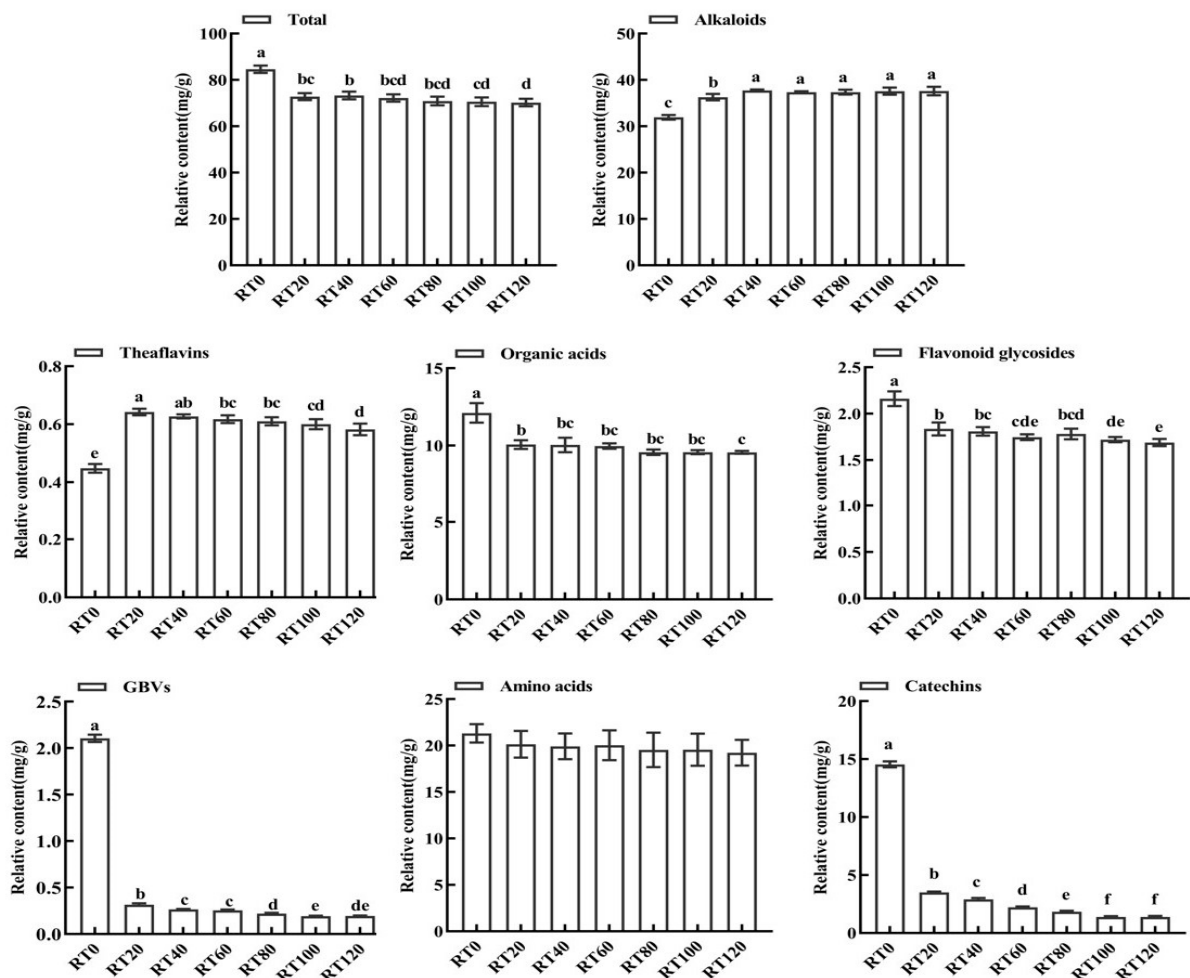 Total
Relative content(mg/g)
100
80
60
40
20
0
a
bc
b
bcd
bcd
cd
d
RT0
RT20
RT40
RT60
RT80
RT100
RT120
Alkaloids
Relative content(mg/g)
50
40
30
20
10
0
c
b
a
a
a
a
a
RT0
RT20
RT40
RT60
RT80
RT100
RT120
Theaflavins
Relative content(mg/g)
0.8
0.6
0.4
0.2
0.0
e
a
ab
bc
bc
cd
d
RT0
RT20
RT40
RT60
RT80
RT100
RT120
Organic acids
Relative content(mg/g)
15
10
5
0
a
b
bc
bc
bc
bc
c
RT0
RT20
RT40
RT60
RT80
RT100
RT120
Flavonoid glycosides
Relative content(mg/g)
2.5
2.0
1.5
1.0
0.5
0.0
a
b
bc
cde
bcd
de
e
RT0
RT20
RT40
RT60
RT80
RT100
RT120
GBVs
Relative content(mg/g)
2.5
2.0
1.5
1.0
0.5
0.0
a
b
c
c
d
e
de
RT0
RT20
RT40
RT60
RT80
RT100
RT120
Amino acids
Relative content(mg/g)
25
20
15
10
5
0
RT0
RT20
RT40
RT60
RT80
RT100
RT120
Catechins
Relative content(mg/g)
20
15
10
5
0
a
b
c
d
e
f
f
RT0
RT20
RT40
RT60
RT80
RT100
RT120